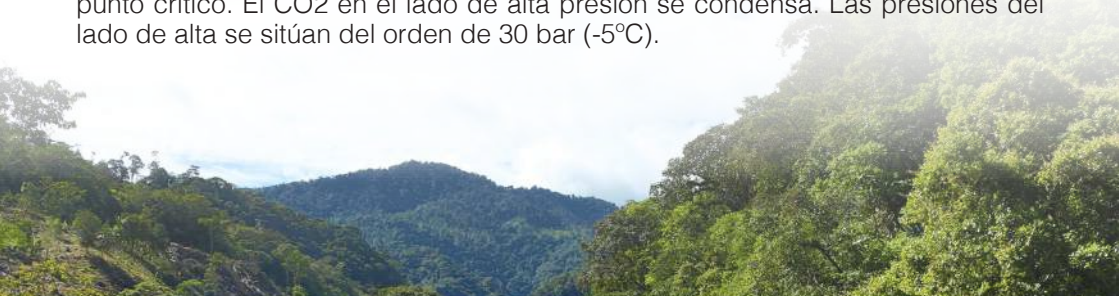 punto crítico. El CO2 en el lado de alta presión se condensa. Las presiones del
lado de alta se sitúan del orden de 30 bar (-5ºC).